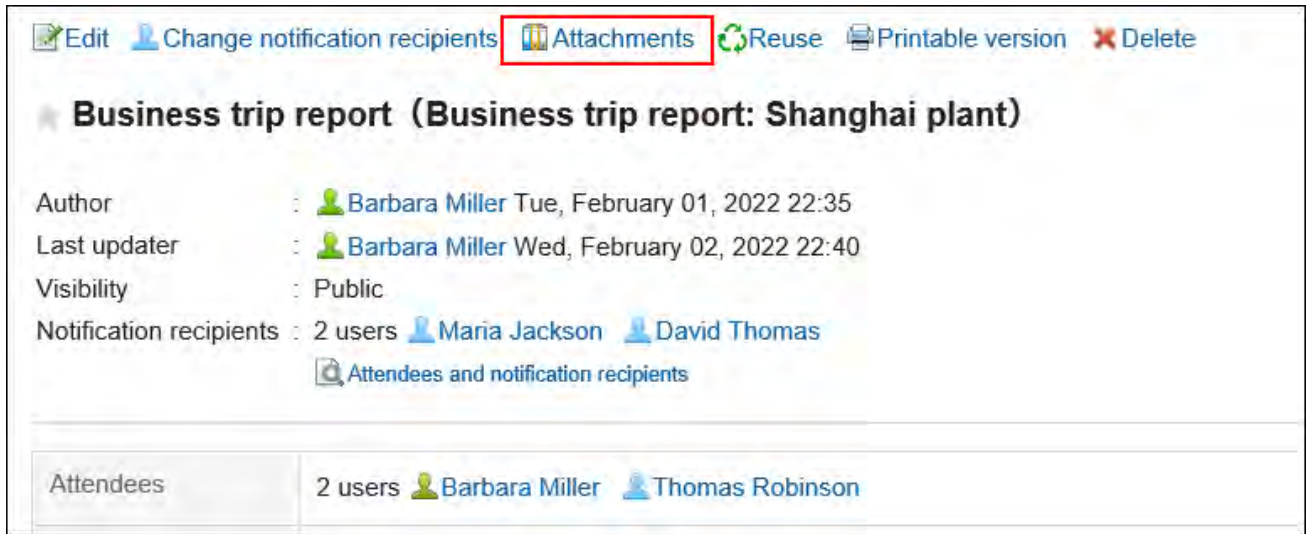 Edit Change notification recipients Attachments Reuse Printable version Delete
Business trip report（Business trip report: Shanghai plant）
Author : Barbara Miller Tue, February 01, 2022 22:35
Last updater : Barbara Miller Wed, February 02, 2022 22:40
Visibility : Public
Notification recipients : 2 users Maria Jackson David Thomas
Attendees and notification recipients
Attendees 2 users Barbara Miller Thomas Robinson